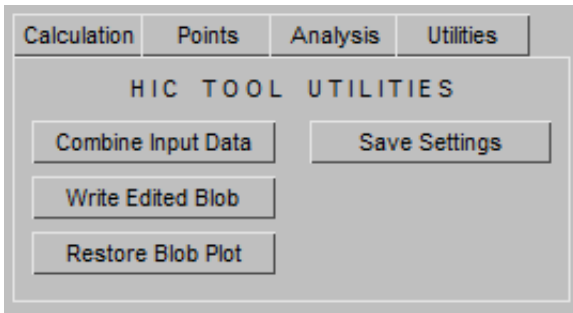 Calculation Points Analysis Utilities
HIC TOOL UTILITIES
Combine Input Data Save Settings
Write Edited Blob
Restore Blob Plot